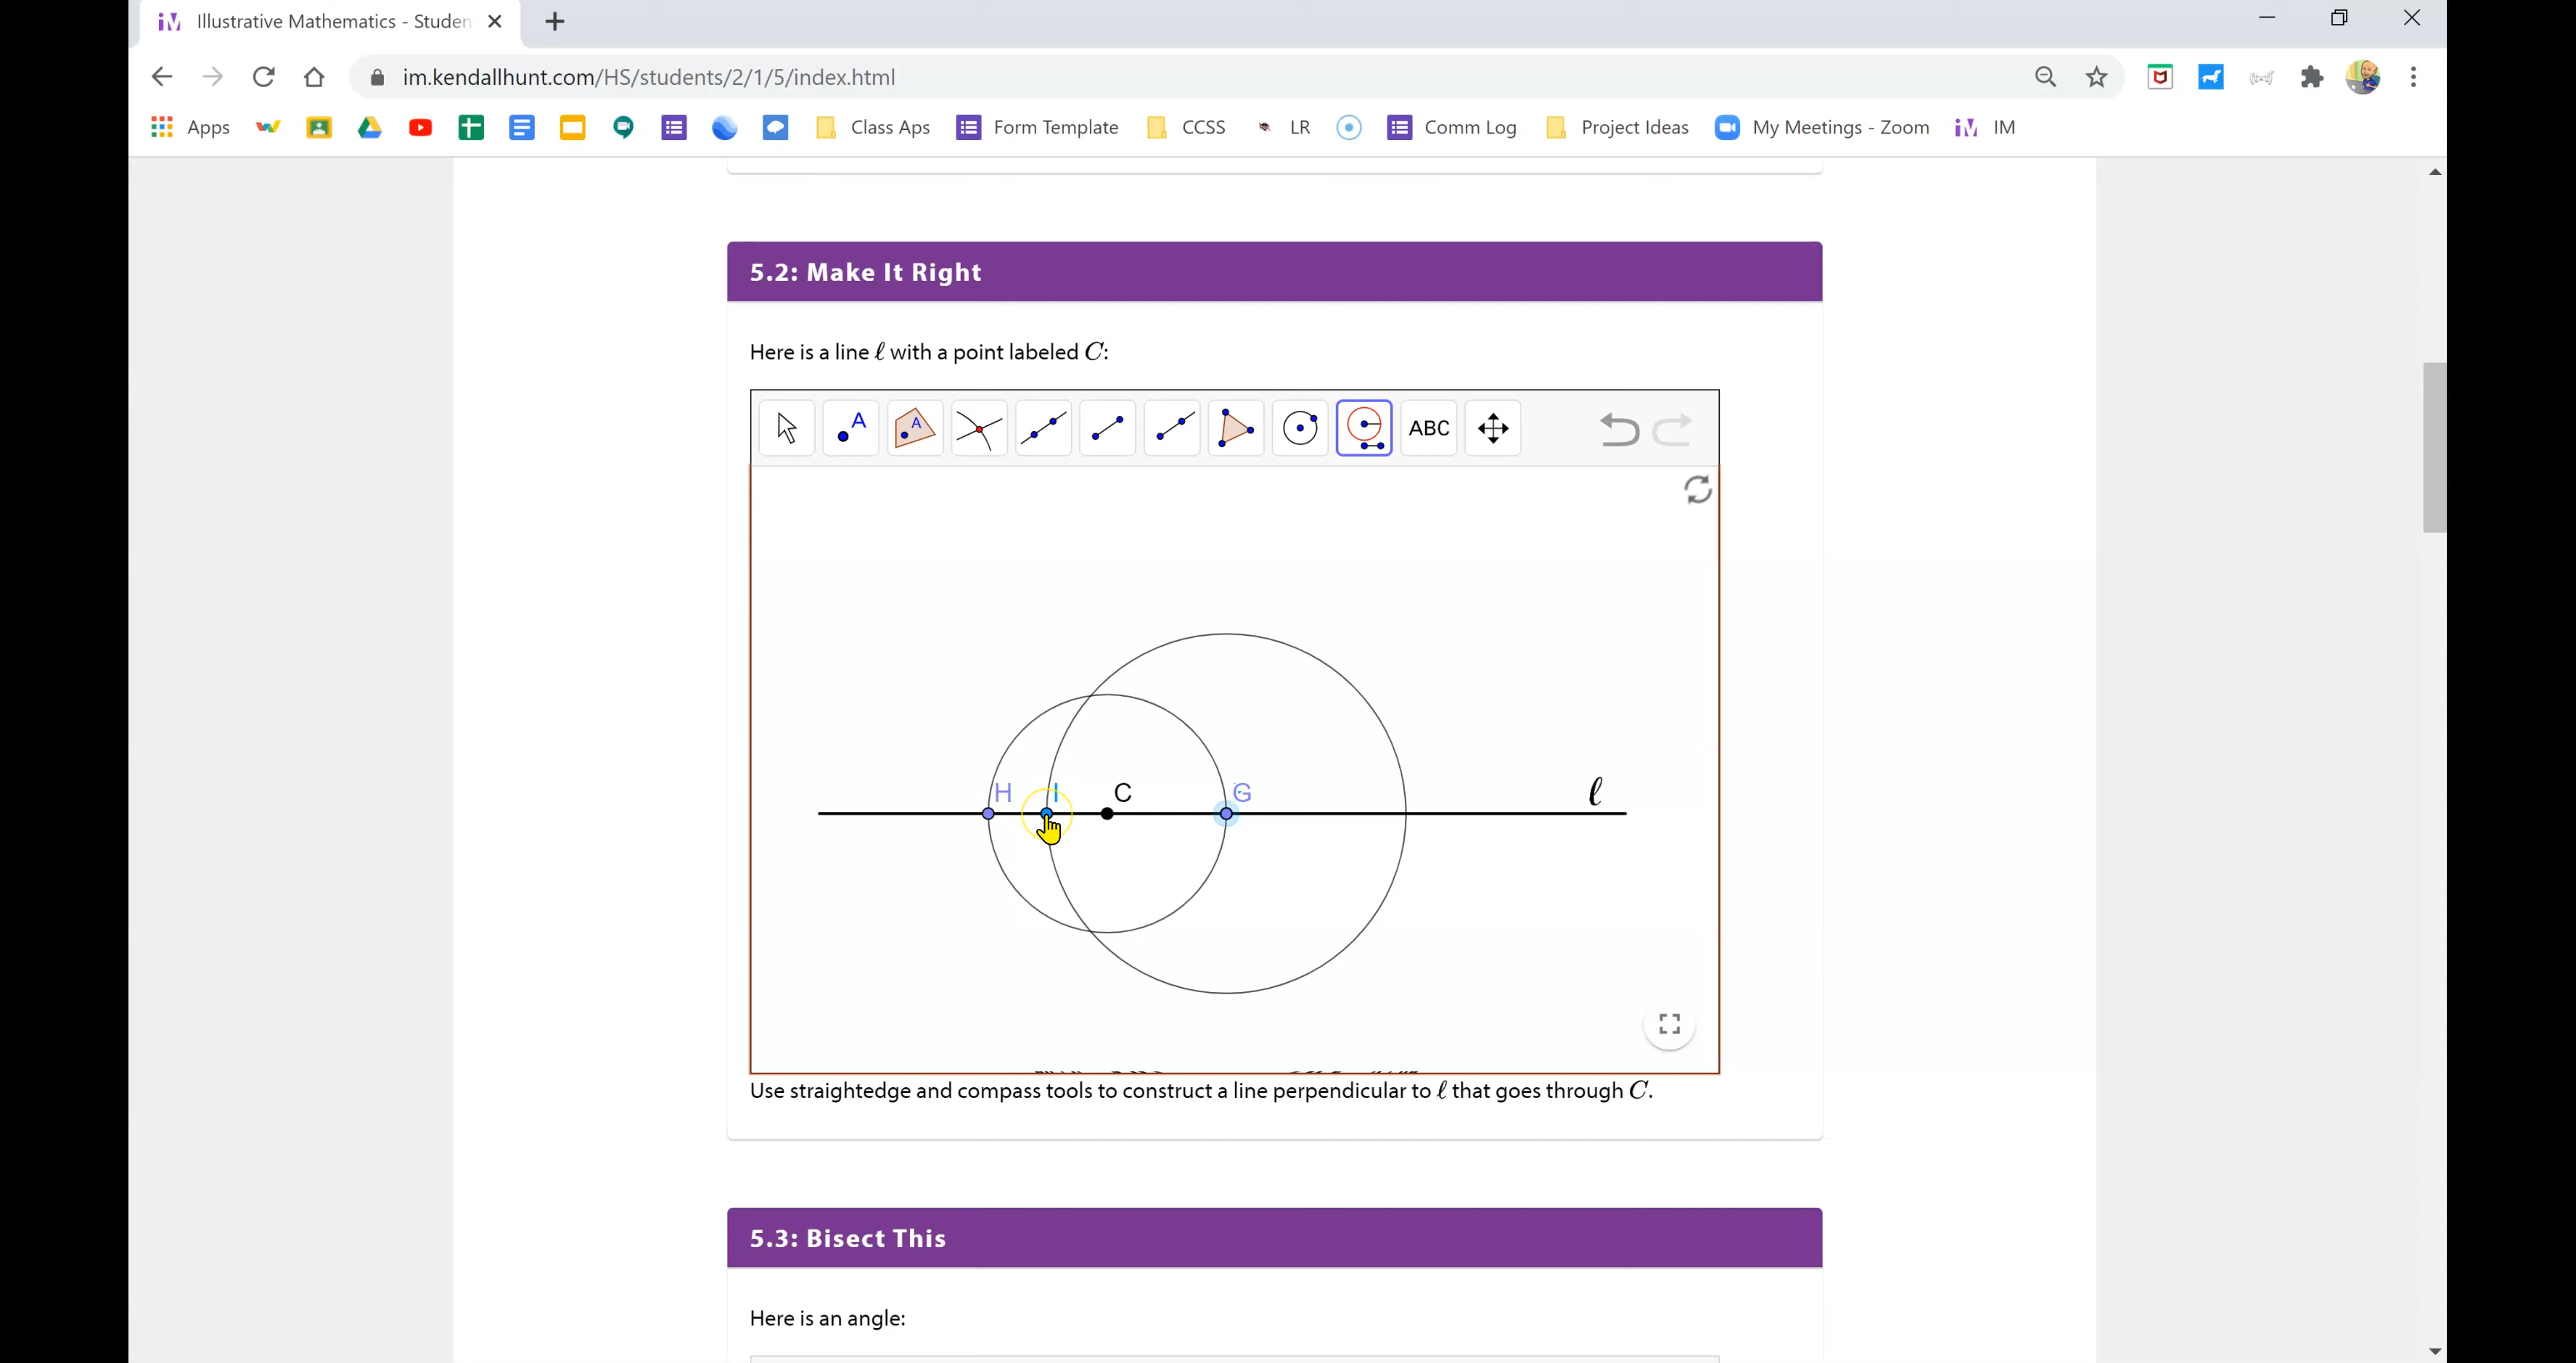 Illustrative Mathematics - Studen
im.kendallhunt.com/HS/students/2/1/5/index.html
Apps Class Aps Form Template CCSS LR Comm Log Project Ideas My Meetings - Zoom IM
5.2: Make It Right
Here is a line ℓ with a point labeled C:
A A ABC
H I C G ℓ
Use straightedge and compass tools to construct a line perpendicular to ℓ that goes through C.
5.3: Bisect This
Here is an angle: